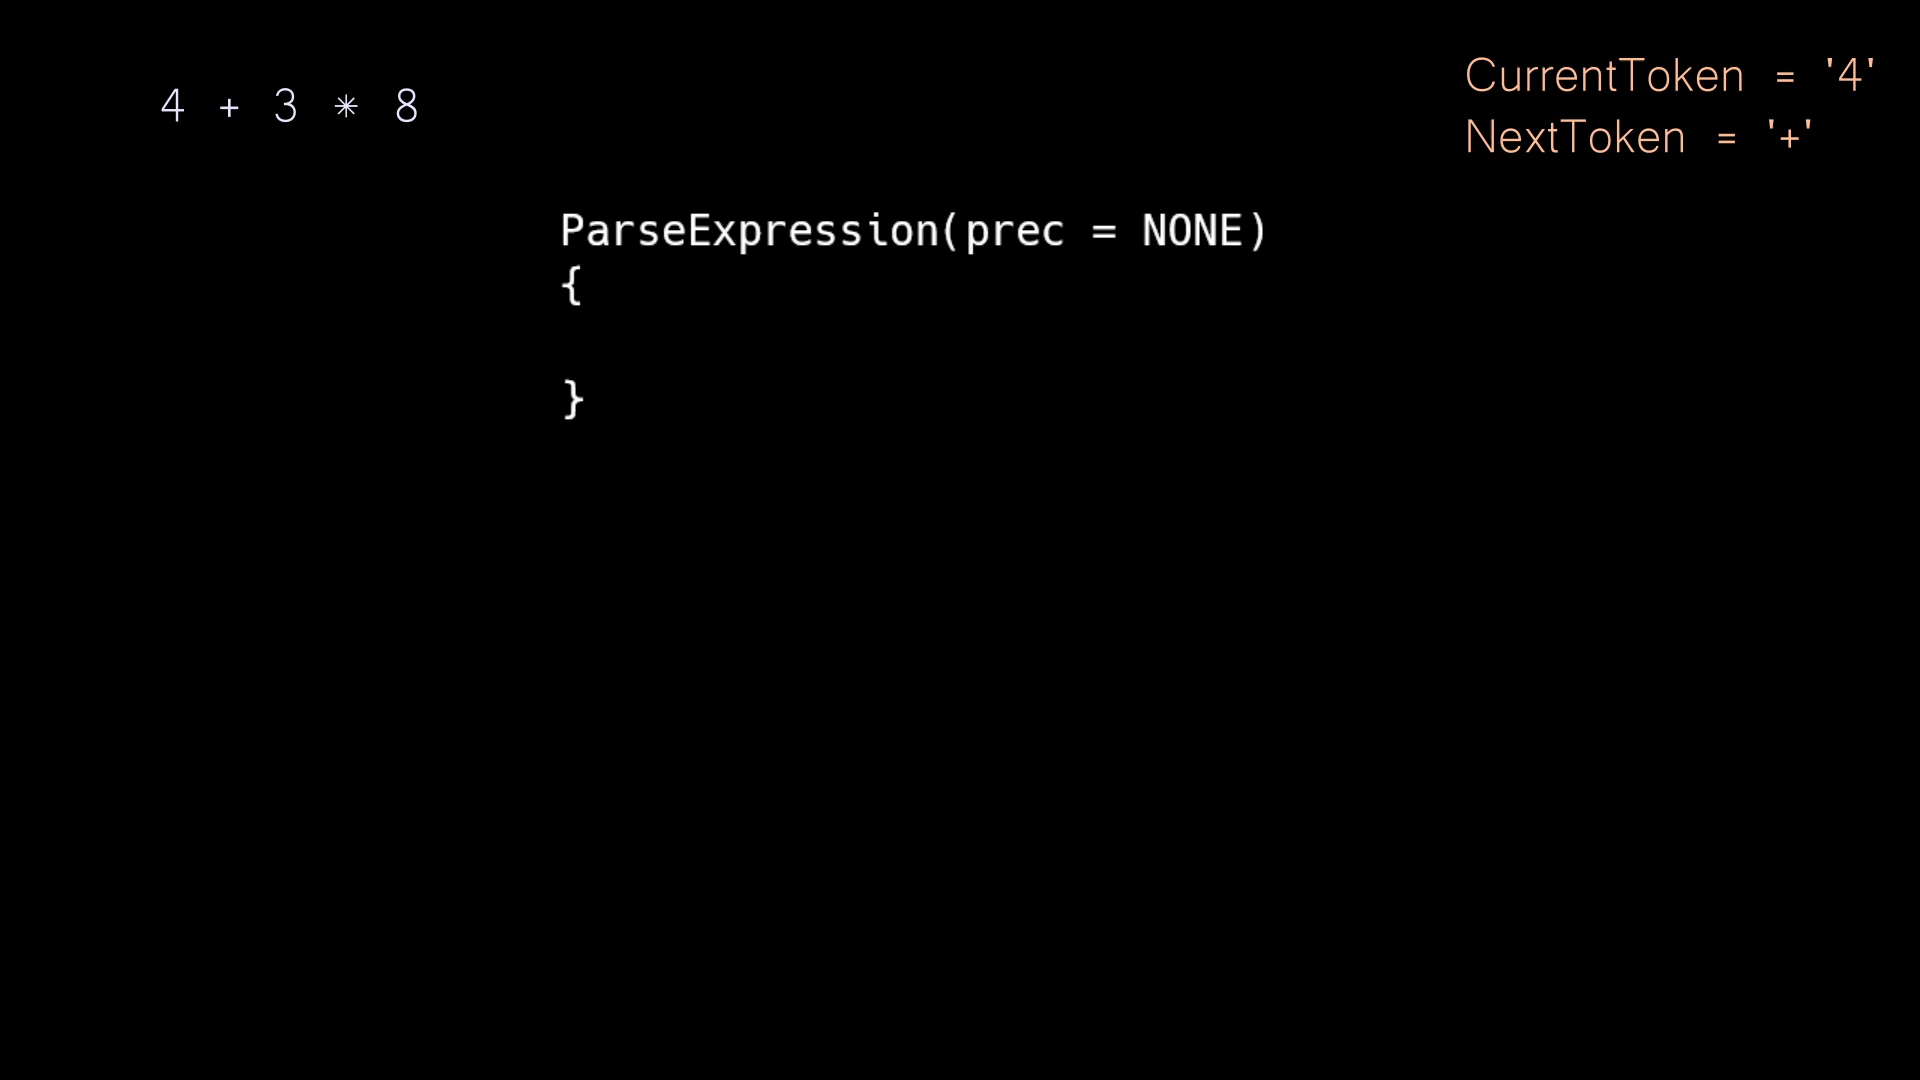 4 + 3 * 8
CurrentToken = '4'
NextToken = '+'
ParseExpression(prec = NONE)
{
}